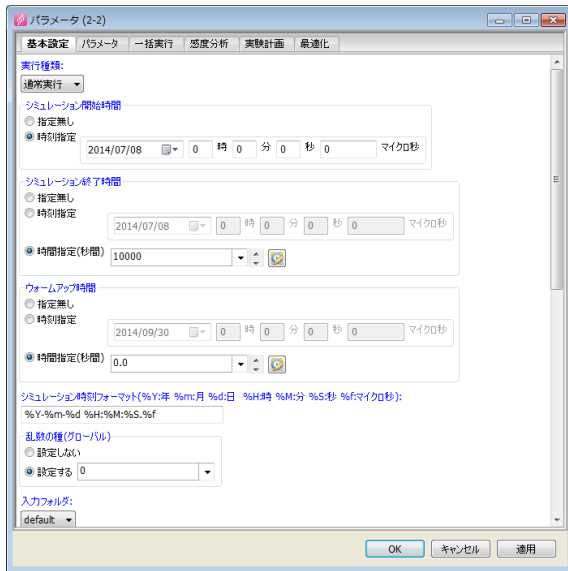 パラメータ (2-2)
基本設定 パラメータ 一括実行 感度分析 実験計画 最適化
実行種類:
通常実行
シミュレーション開始時間
指定無し
時刻指定
2014/07/08 0 時 0 分 0 秒 0 マイクロ秒
シミュレーション終了時間
指定無し
時刻指定
2014/07/08 0 時 0 分 0 秒 0 マイクロ秒
時間指定(秒間) 10000
ウォームアップ時間
指定無し
時刻指定
2014/09/30 0 時 0 分 0 秒 0 マイクロ秒
時間指定(秒間) 0.0
シミュレーション時刻フォーマット(%Y:年 %m:月 %d:日 %H:時 %M:分 %S:秒 %f:マイクロ秒):
%Y-%m-%d %H:%M:%S.%f
乱数の種(グローバル)
設定しない
設定する 0
入力フォルダ:
default
OK キャンセル 適用